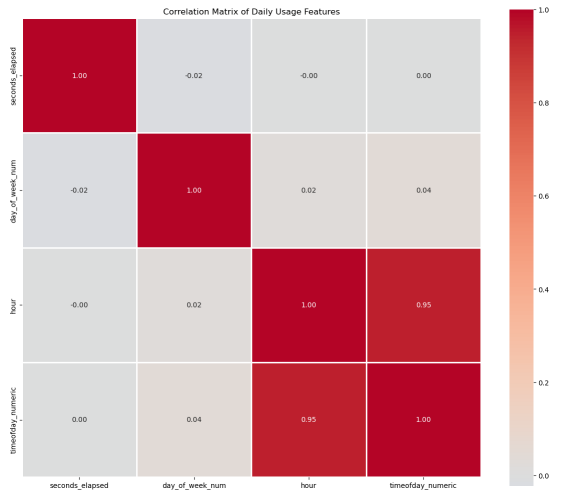 Correlation Matrix of Daily Usage Features
seconds_elapsed
1.00
-0.02
-0.00
0.00
day_of_week_num
-0.02
1.00
0.02
0.04
hour
-0.00
0.02
1.00
0.95
timeofday_numeric
0.00
0.04
0.95
1.00
seconds_elapsed
day_of_week_num
hour
timeofday_numeric
1.0
0.8
0.6
0.4
0.2
0.0